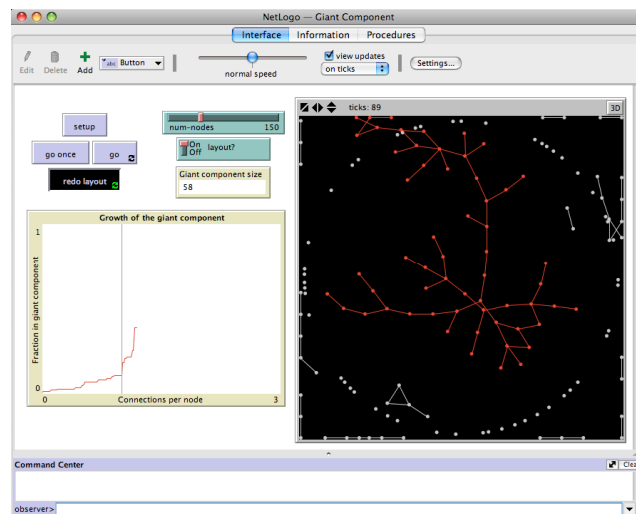 NetLogo — Giant Component
Interface Information Procedures
Edit Delete Add abc Button normal speed view updates on ticks Settings...
ticks: 89 3D
setup
num-nodes 150
go once go
On Off layout?
redo layout
Giant component size
58
Growth of the giant component
1
Fraction in giant component
0
0 Connections per node 3
Command Center Clea
observer>